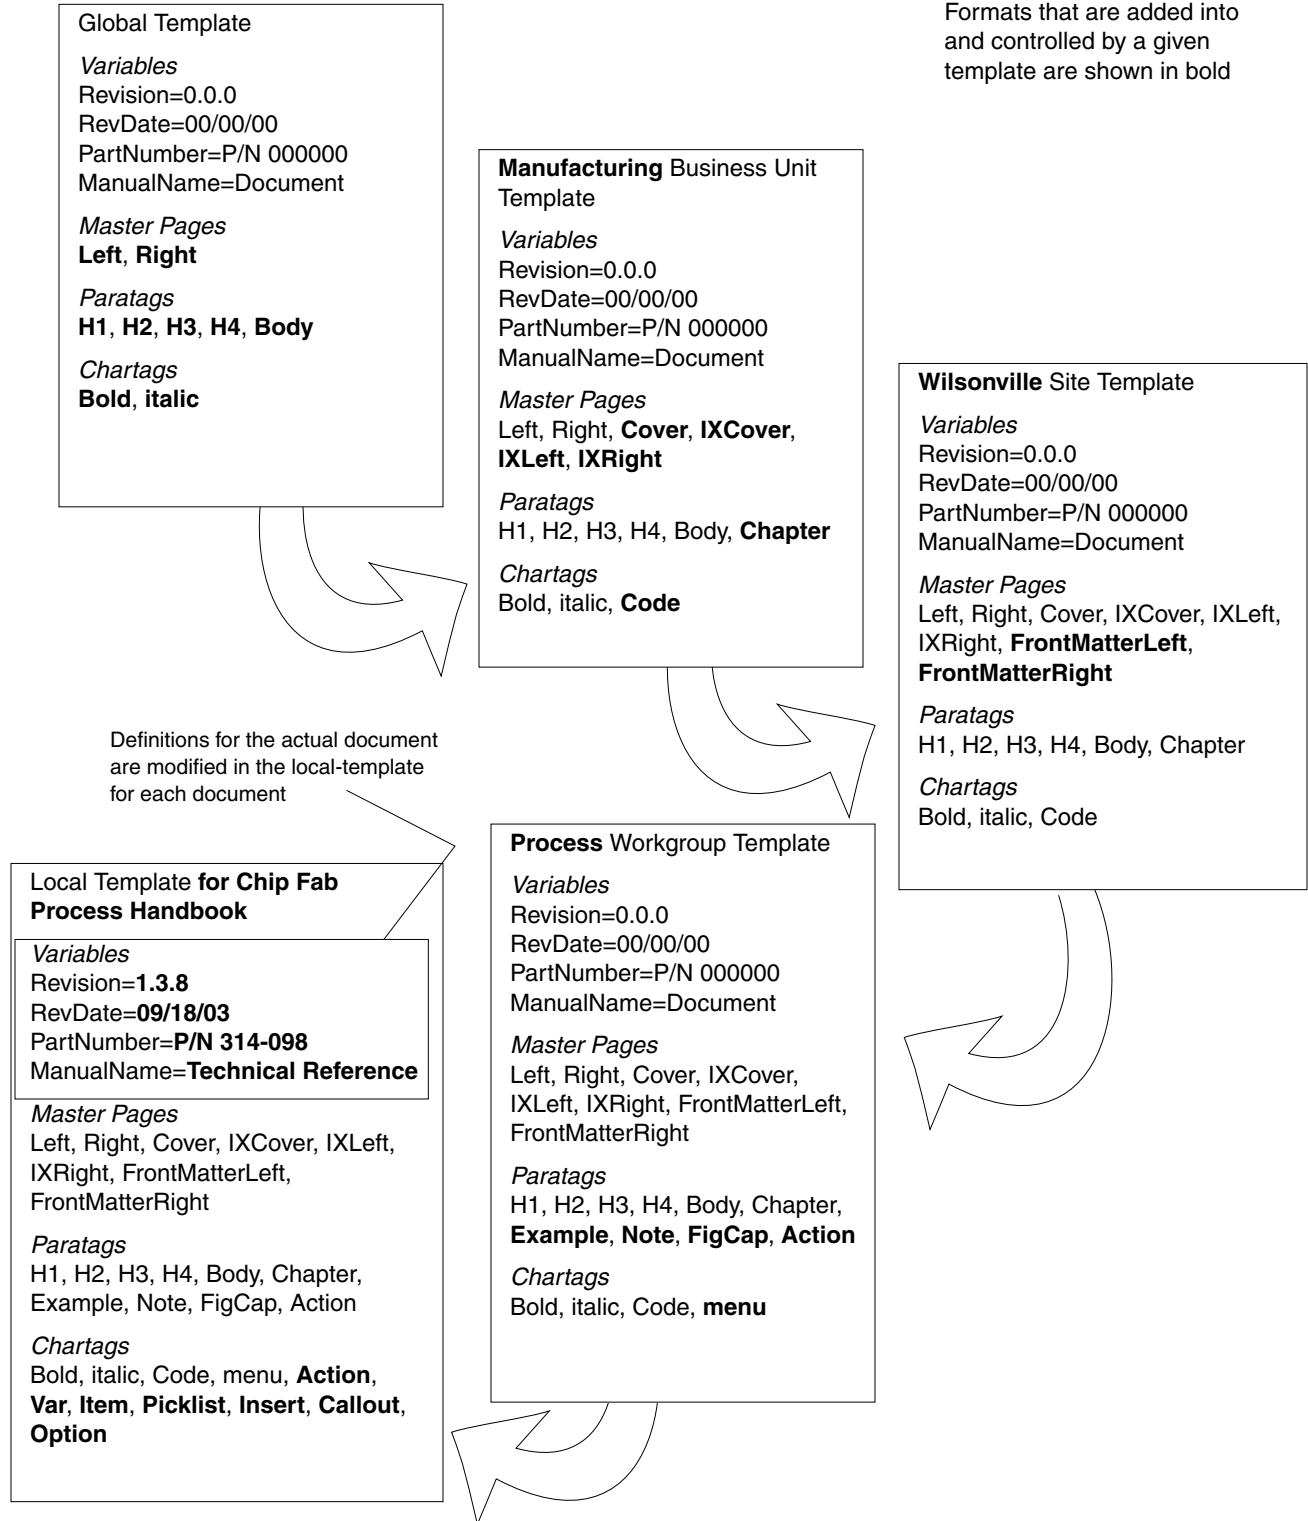 Global Template
Variables
Revision=0.0.0
RevDate=00/00/00
PartNumber=P/N 000000
ManualName=Document
Master Pages
Left, Right
Paratags
H1, H2, H3, H4, Body
Chartags
Bold, italic
Formats that are added into
and controlled by a given
template are shown in bold
Manufacturing Business Unit
Template
Variables
Revision=0.0.0
RevDate=00/00/00
PartNumber=P/N 000000
ManualName=Document
Master Pages
Left, Right, Cover, IXCover,
IXLeft, IXRight
Paratags
H1, H2, H3, H4, Body, Chapter
Chartags
Bold, italic, Code
Wilsonville Site Template
Variables
Revision=0.0.0
RevDate=00/00/00
PartNumber=P/N 000000
ManualName=Document
Master Pages
Left, Right, Cover, IXCover, IXLeft,
IXRight, FrontMatterLeft,
FrontMatterRight
Paratags
H1, H2, H3, H4, Body, Chapter
Chartags
Bold, italic, Code
Process Workgroup Template
Variables
Revision=0.0.0
RevDate=00/00/00
PartNumber=P/N 000000
ManualName=Document
Master Pages
Left, Right, Cover, IXCover,
IXLeft, IXRight, FrontMatterLeft,
FrontMatterRight
Paratags
H1, H2, H3, H4, Body, Chapter,
Example, Note, FigCap, Action
Chartags
Bold, italic, Code, menu
Definitions for the actual document
are modified in the local-template
for each document
Local Template for Chip Fab
Process Handbook
Variables
Revision=1.3.8
RevDate=09/18/03
PartNumber=P/N 314-098
ManualName=Technical Reference
Master Pages
Left, Right, Cover, IXCover, IXLeft,
IXRight, FrontMatterLeft,
FrontMatterRight
Paratags
H1, H2, H3, H4, Body, Chapter,
Example, Note, FigCap, Action
Chartags
Bold, italic, Code, menu, Action,
Var, Item, Picklist, Insert, Callout,
Option